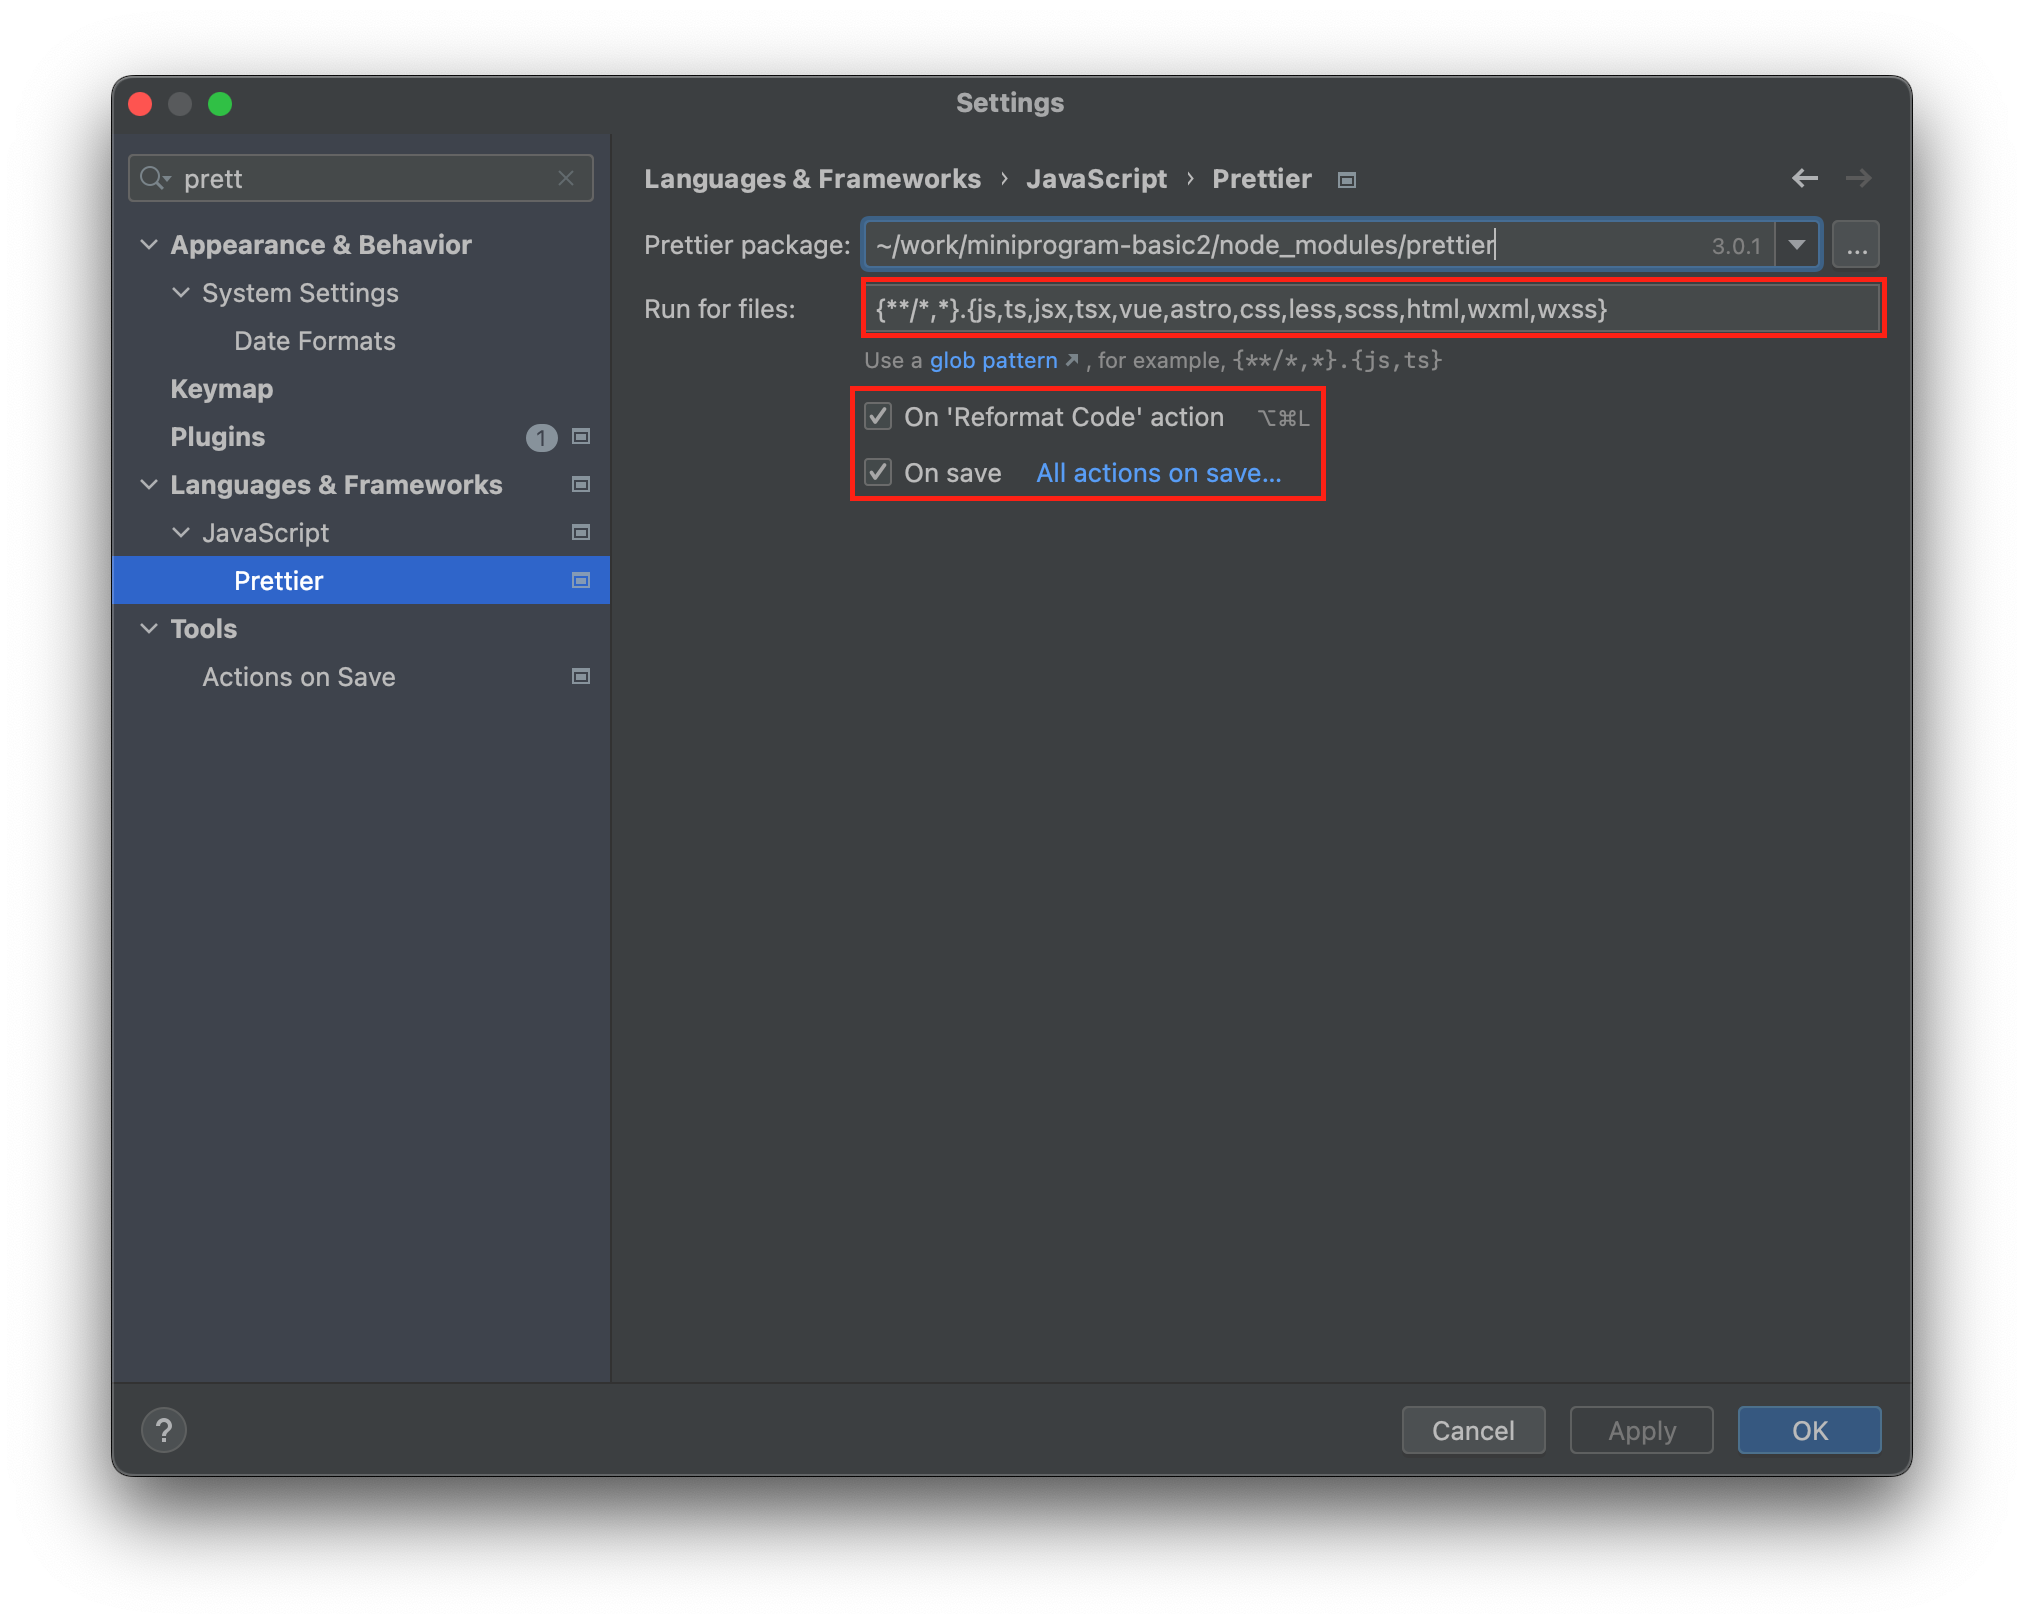 Settings
prett
Appearance & Behavior
System Settings
Date Formats
Keymap
Plugins 1
Languages & Frameworks
JavaScript
Prettier
Tools
Actions on Save
Languages & Frameworks › JavaScript › Prettier
Prettier package: ~/work/miniprogram-basic2/node_modules/prettier 3.0.1 ...
Run for files: {**/*,*}.{js,ts,jsx,tsx,vue,astro,css,less,scss,html,wxml,wxss}
Use a glob pattern ↗ , for example, {**/*,*}.{js,ts}
On 'Reformat Code' action ⌥⌘L
On save All actions on save...
? Cancel Apply OK